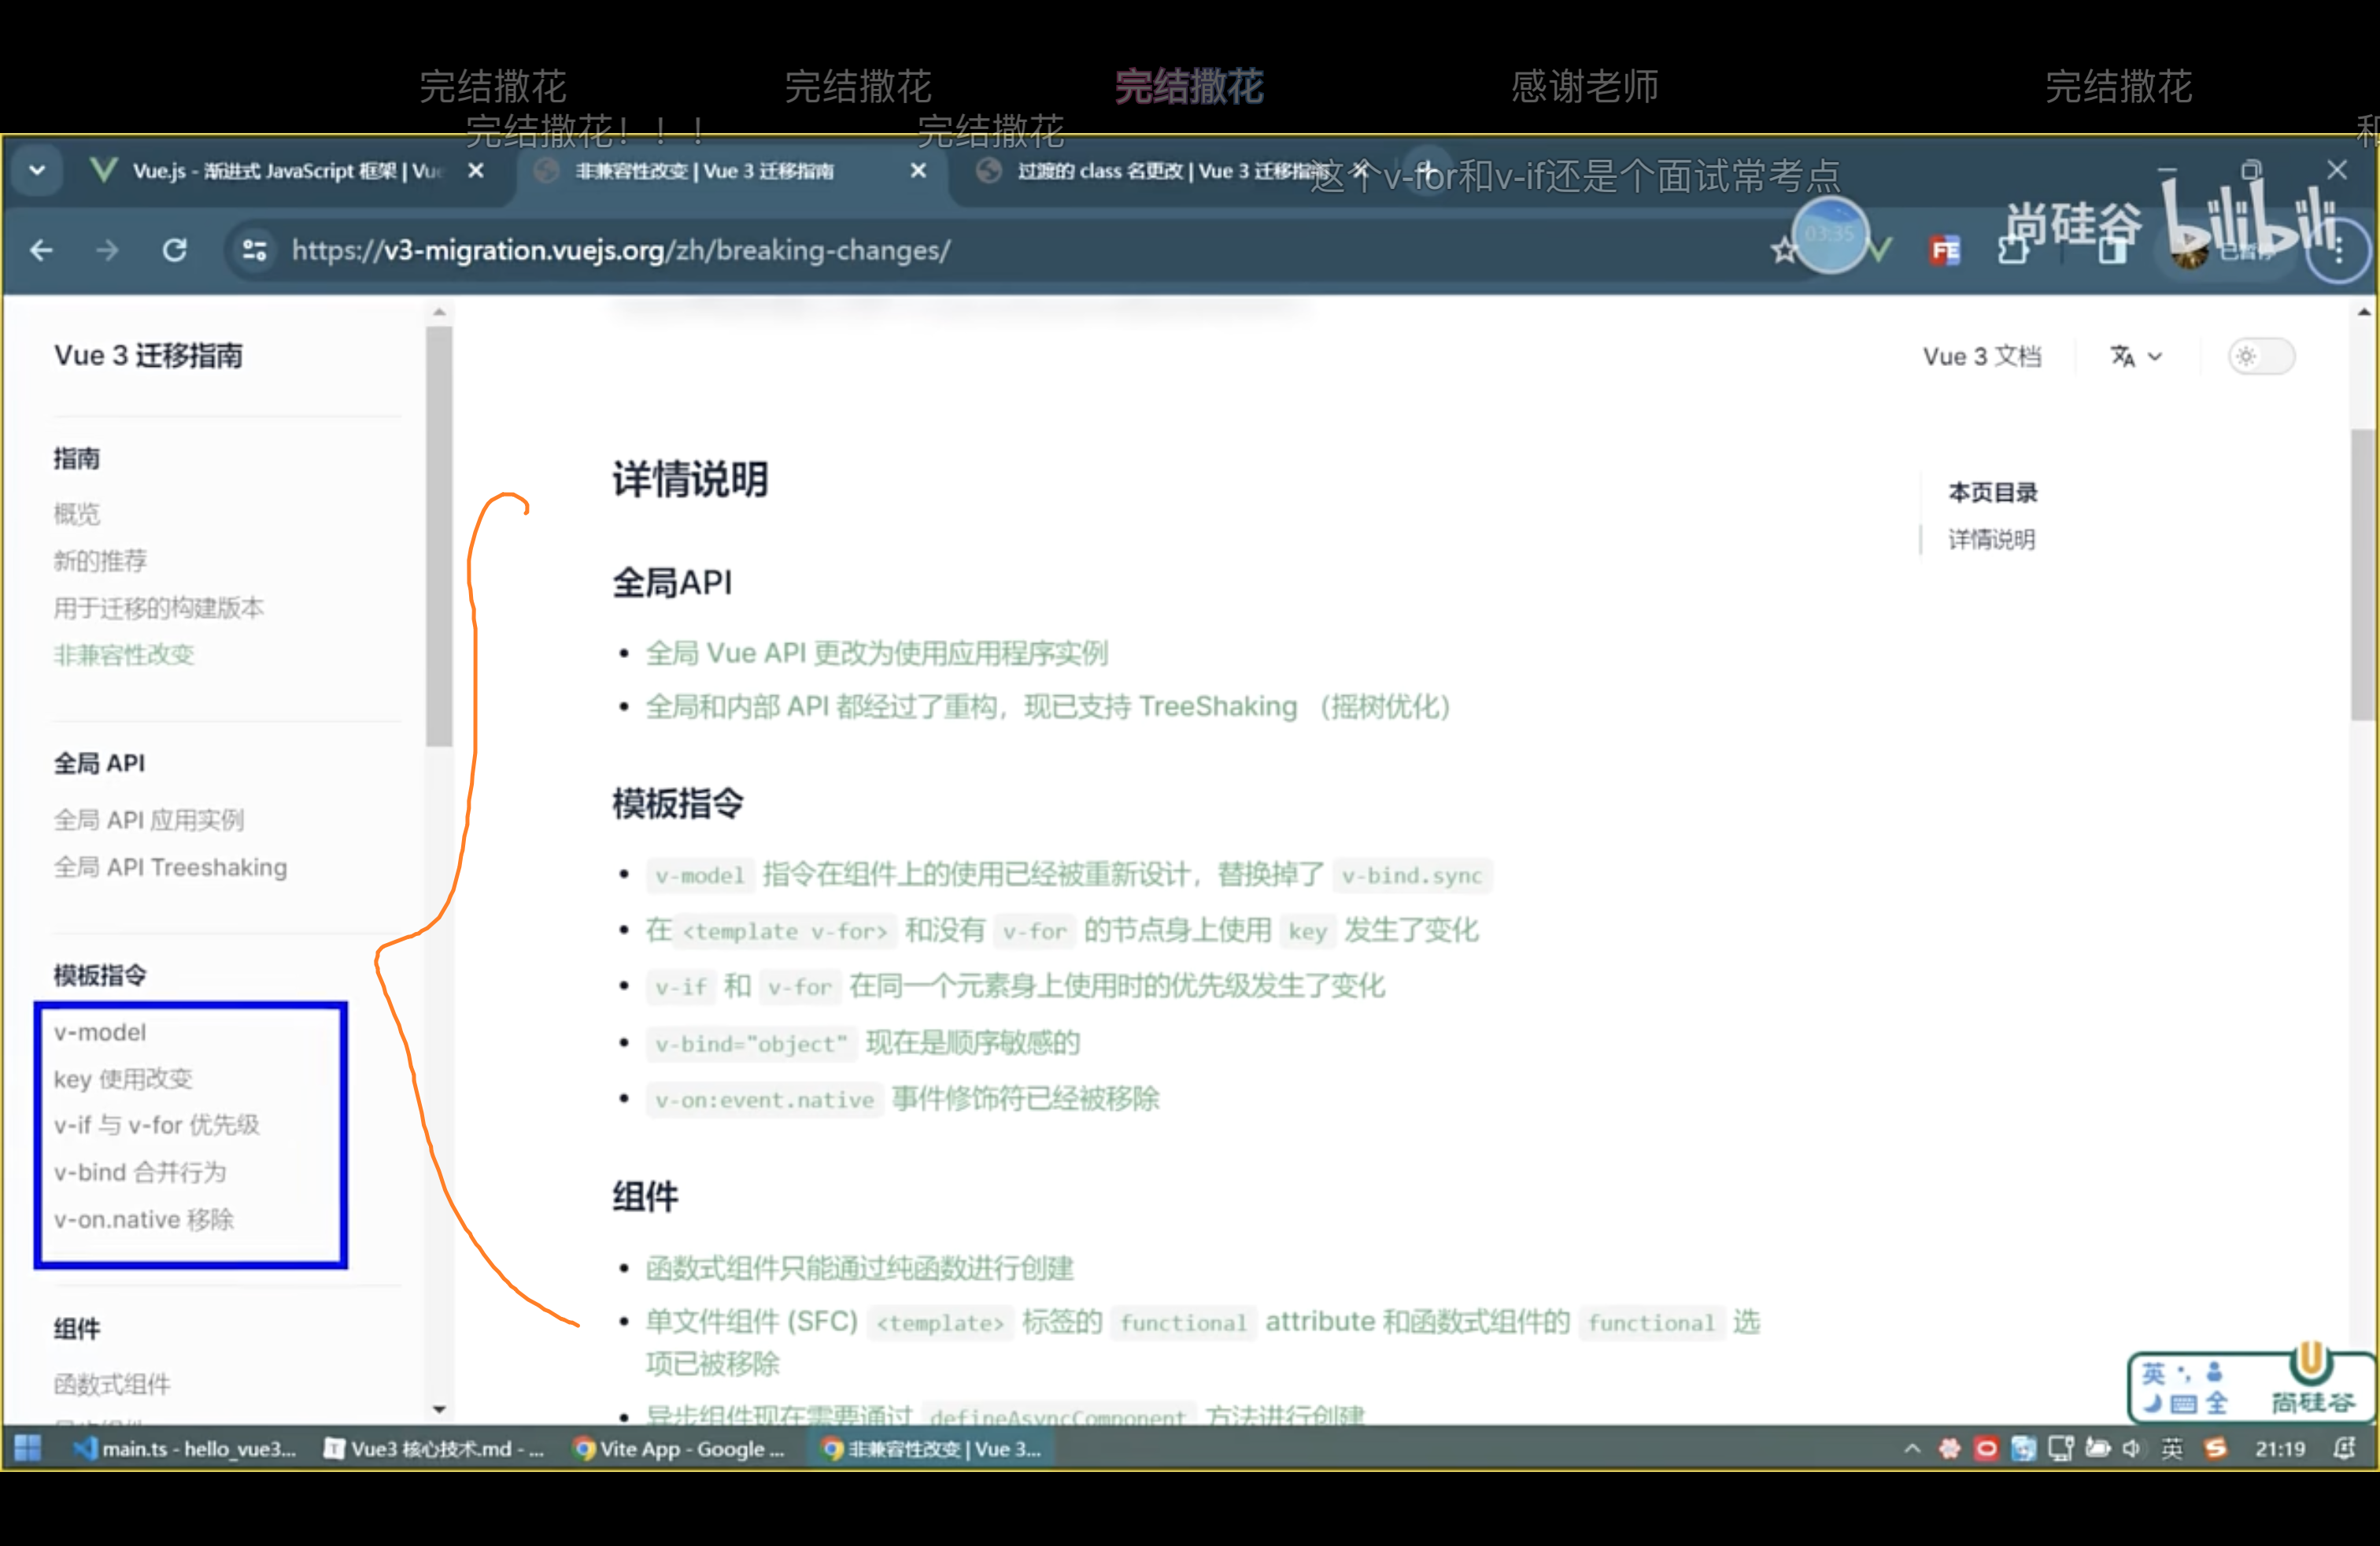 完结撒花 完结撒花 完结撒花 感谢老师 完结撒花
完结撒花！！！ 完结撒花 和
这个v-for和v-if还是个面试常考点
Vue.js - 渐进式 JavaScript 框架 | Vue
非兼容性改变 | Vue 3 迁移指南
过渡的 class 名更改 | Vue 3 迁移指南
尚硅谷 bilibili
03:35
https://v3-migration.vuejs.org/zh/breaking-changes/
FE
已暂停
Vue 3 迁移指南
指南
概览
新的推荐
用于迁移的构建版本
非兼容性改变
全局 API
全局 API 应用实例
全局 API Treeshaking
模板指令
v-model
key 使用改变
v-if 与 v-for 优先级
v-bind 合并行为
v-on.native 移除
组件
函数式组件
Vue 3 文档
详情说明
全局API
• 全局 Vue API 更改为使用应用程序实例
• 全局和内部 API 都经过了重构，现已支持 TreeShaking （摇树优化）
模板指令
• v-model 指令在组件上的使用已经被重新设计，替换掉了 v-bind.sync
• 在 <template v-for> 和没有 v-for 的节点身上使用 key 发生了变化
• v-if 和 v-for 在同一个元素身上使用时的优先级发生了变化
• v-bind="object" 现在是顺序敏感的
• v-on:event.native 事件修饰符已经被移除
组件
• 函数式组件只能通过纯函数进行创建
• 单文件组件 (SFC) <template> 标签的 functional attribute 和函数式组件的 functional 选
项已被移除
• 异步组件现在需要通过 defineAsyncComponent 方法进行创建
本页目录
详情说明
英 全
尚硅谷
main.ts - hello_vue3...
Vue3 核心技术.md - ...
Vite App - Google ...
非兼容性改变 | Vue 3...
英
21:19